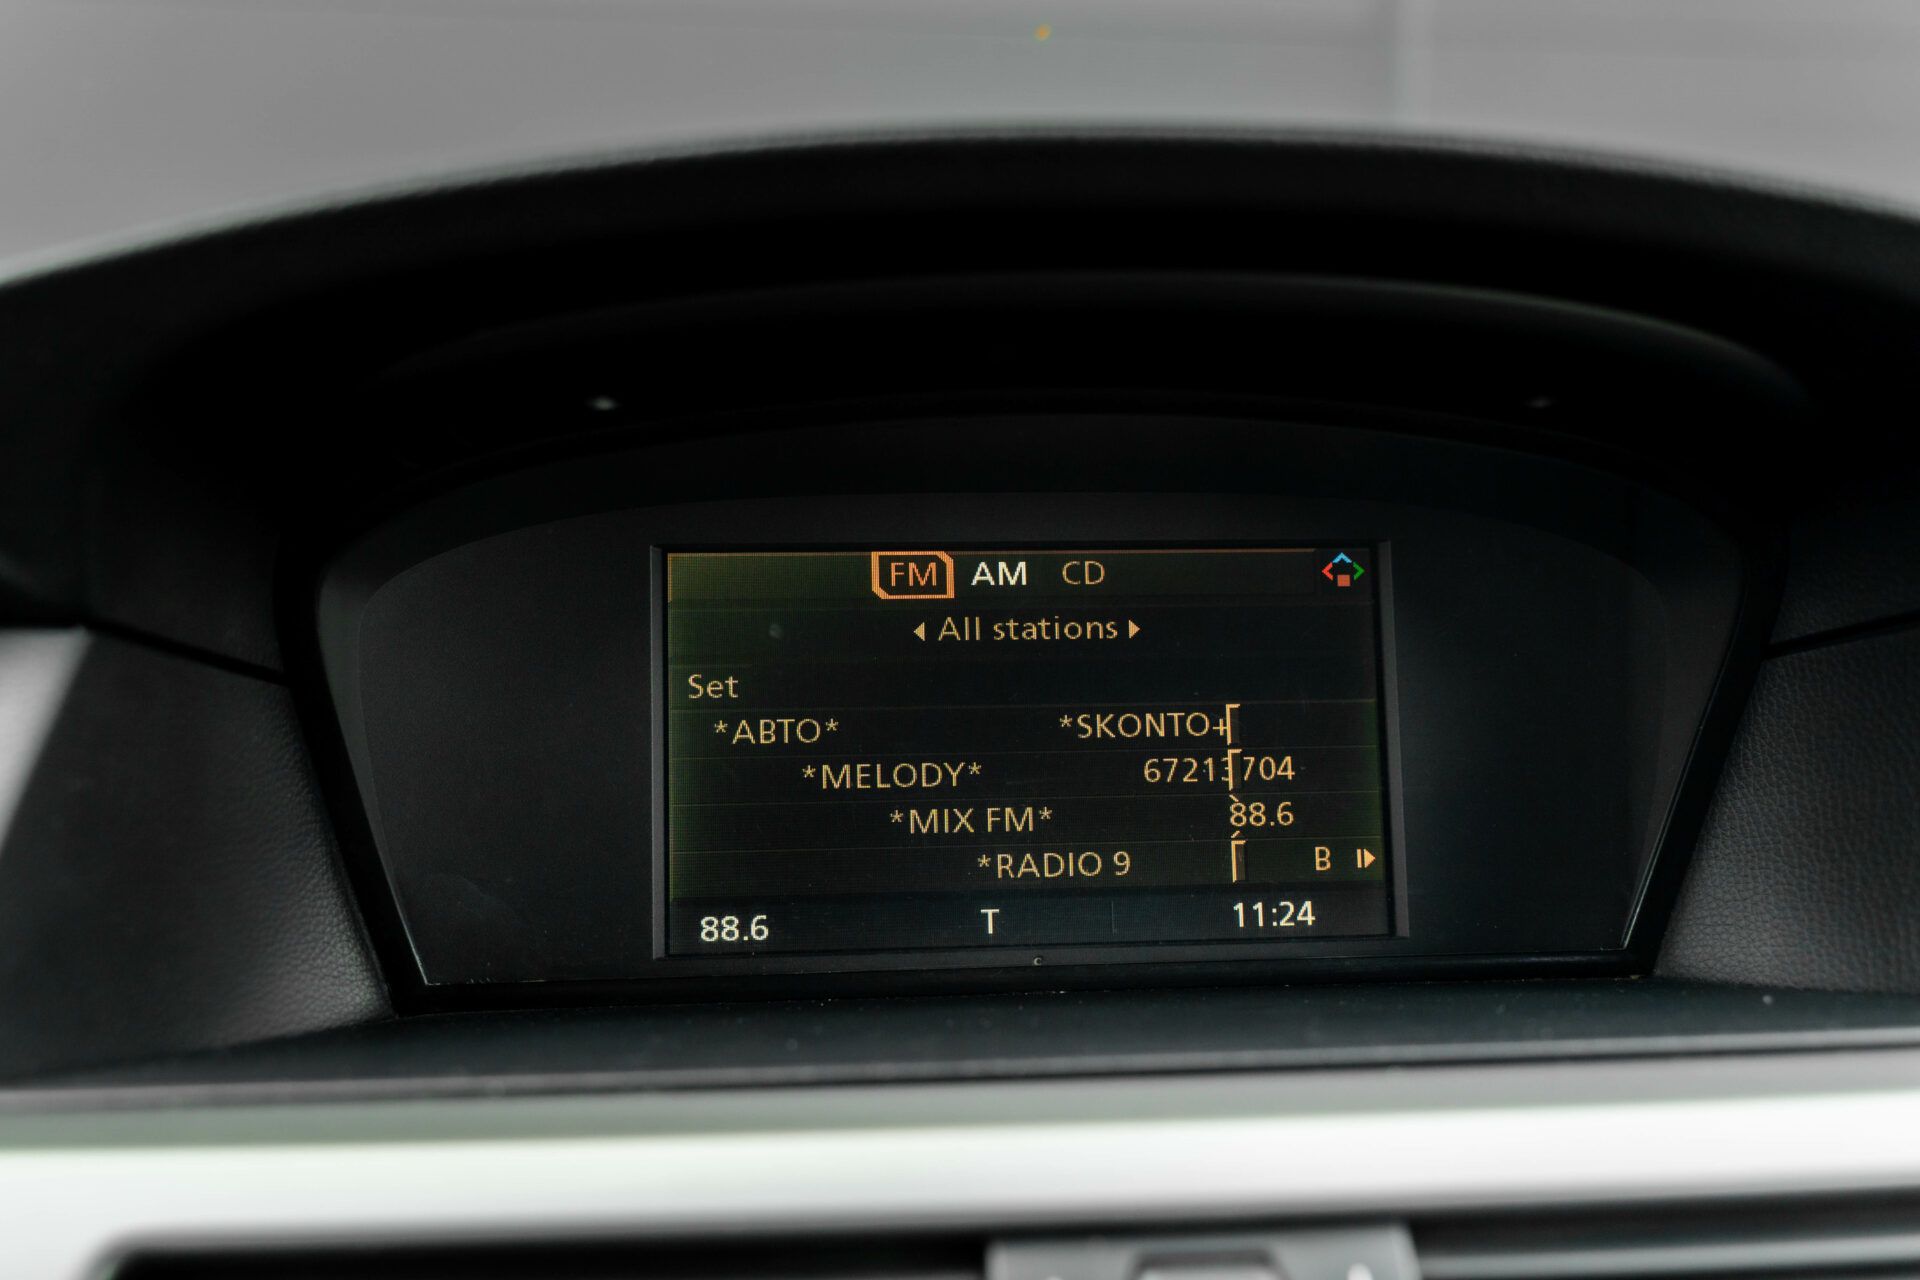 FM AM CD
All stations
Set
*ABTO* *SKONTO+
*MELODY* 67213704
*MIX FM* 88.6
*RADIO 9 B
88.6 T 11:24